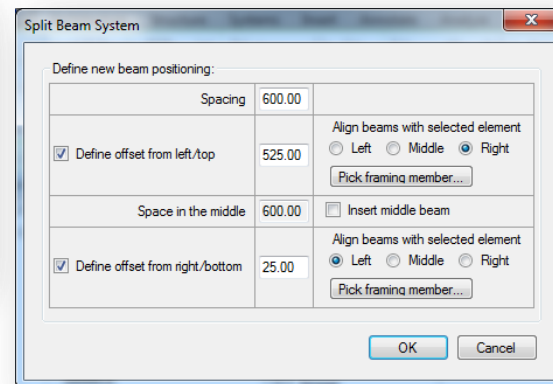 Split Beam System
Define new beam positioning:
Spacing 600.00
Align beams with selected element
Define offset from left/top 525.00 Left Middle Right
Pick framing member...
Space in the middle 600.00 Insert middle beam
Align beams with selected element
Define offset from right/bottom 25.00 Left Middle Right
Pick framing member...
OK Cancel